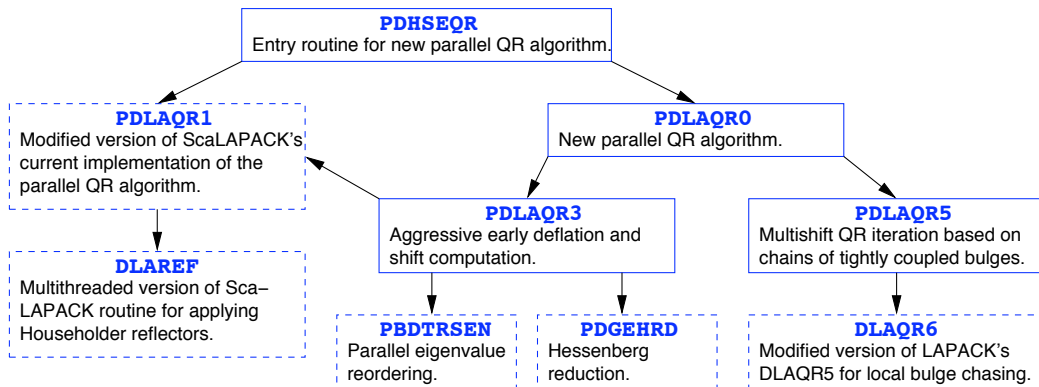 PDHSEQR
Entry routine for new parallel QR algorithm.
PDLAQR1
Modified version of ScaLAPACK's
current implementation of the
parallel QR algorithm.
PDLAQR0
New parallel QR algorithm.
PDLAQR3
Aggressive early deflation and
shift computation.
PDLAQR5
Multishift QR iteration based on
chains of tightly coupled bulges.
DLAREF
Multithreaded version of Sca–
LAPACK routine for applying
Householder reflectors.
PBDTRSEN
Parallel eigenvalue
reordering.
PDGEHRD
Hessenberg
reduction.
DLAQR6
Modified version of LAPACK's
DLAQR5 for local bulge chasing.